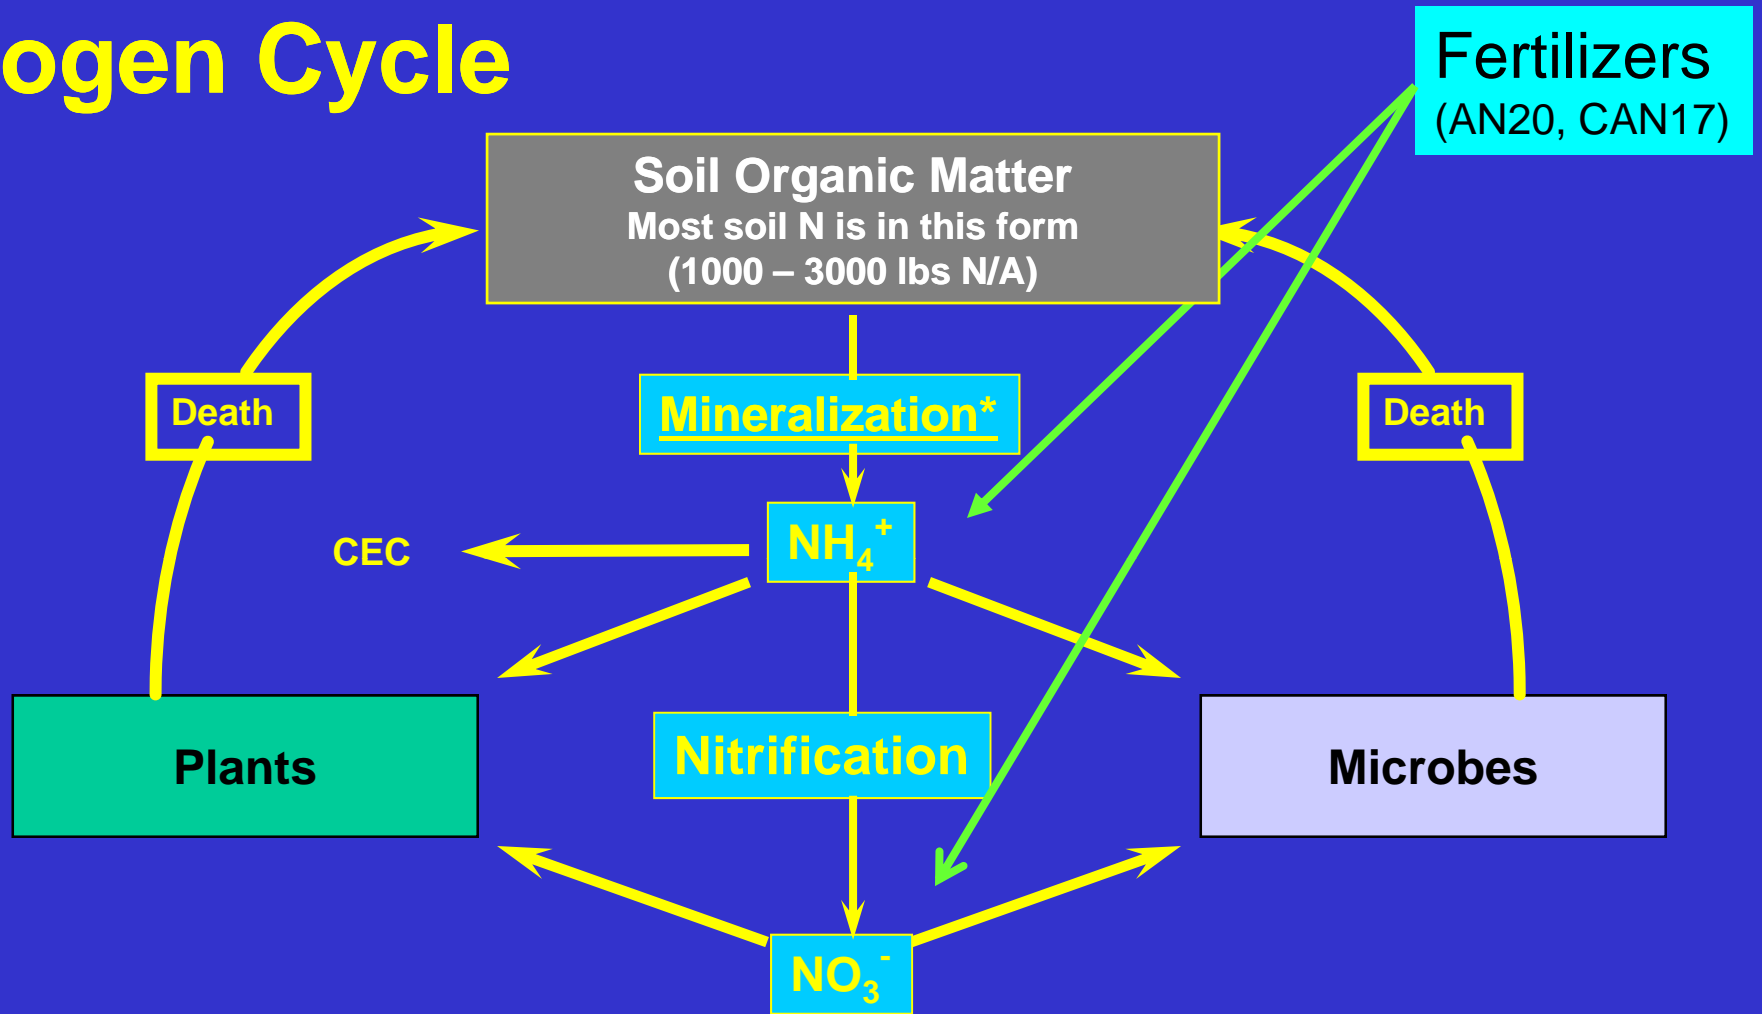 ogen Cycle
Fertilizers
(AN20, CAN17)
Soil Organic Matter
Most soil N is in this form
(1000 – 3000 lbs N/A)
Death
Mineralization*
Death
CEC
NH₄⁺
Plants
Nitrification
Microbes
NO₃⁻